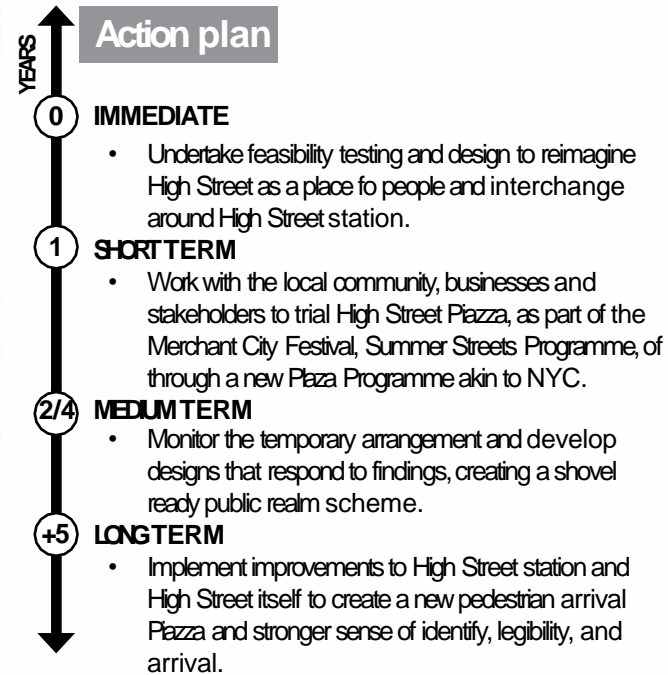 YEARS
Action plan
0
IMMEDIATE
• Undertake feasibility testing and design to reimagine
High Street as a place fo people and interchange
around High Street station.
1
SHORT TERM
• Work with the local community, businesses and
stakeholders to trial High Street Piazza, as part of the
Merchant City Festival, Summer Streets Programme, of
through a new Plaza Programme akin to NYC.
2/4
MEDIUM TERM
• Monitor the temporary arrangement and develop
designs that respond to findings, creating a shovel
ready public realm scheme.
+5
LONG TERM
• Implement improvements to High Street station and
High Street itself to create a new pedestrian arrival
Piazza and stronger sense of identify, legibility, and
arrival.